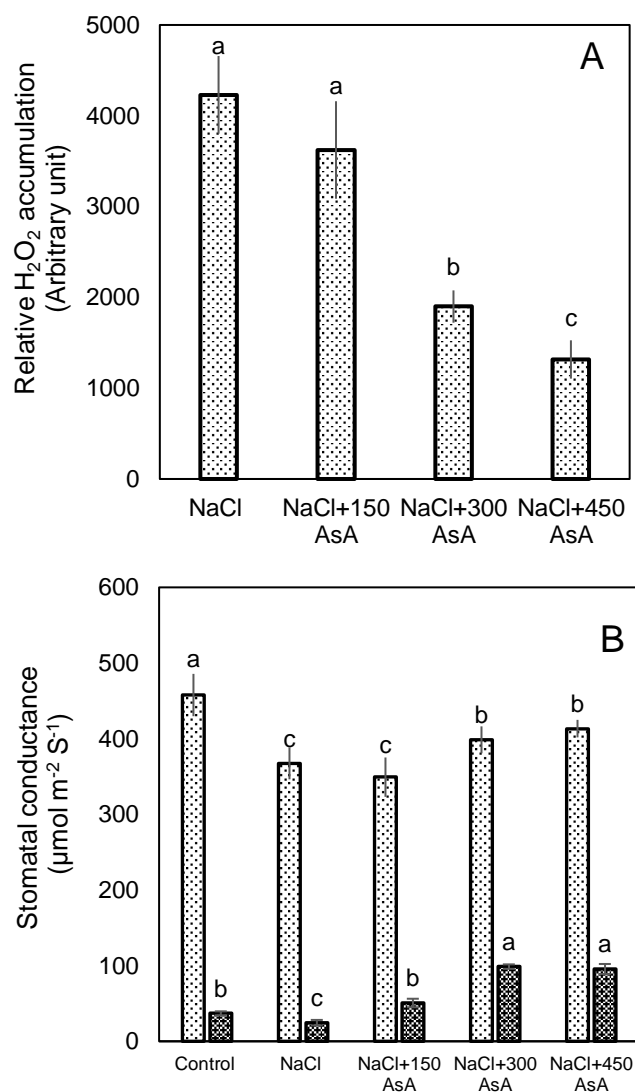 Relative H₂O₂ accumulation
(Arbitrary unit)
5000
4000
3000
2000
1000
0
A
a
a
b
c
NaCl
NaCl+150
AsA
NaCl+300
AsA
NaCl+450
AsA
Stomatal conductance
(µmol m⁻² S⁻¹)
600
500
400
300
200
100
0
B
a
b
c
c
c
b
b
a
b
a
Control
NaCl
NaCl+150
AsA
NaCl+300
AsA
NaCl+450
AsA